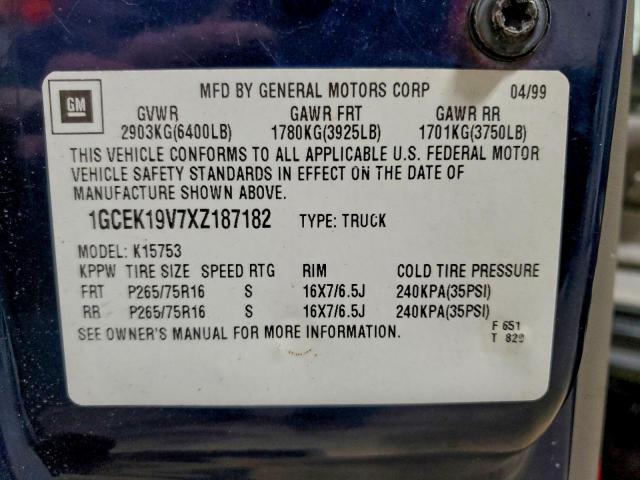 GM
MFD BY GENERAL MOTORS CORP 04/99
GVWR GAWR FRT GAWR RR
2903KG(6400LB) 1780KG(3925LB) 1701KG(3750LB)
THIS VEHICLE CONFORMS TO ALL APPLICABLE U.S. FEDERAL MOTOR
VEHICLE SAFETY STANDARDS IN EFFECT ON THE DATE OF
MANUFACTURE SHOWN ABOVE.
1GCEK19V7XZ187182 TYPE: TRUCK
MODEL: K15753
KPPW TIRE SIZE SPEED RTG RIM COLD TIRE PRESSURE
FRT P265/75R16 S 16X7/6.5J 240KPA(35PSI)
RR P265/75R16 S 16X7/6.5J 240KPA(35PSI)
SEE OWNER'S MANUAL FOR MORE INFORMATION.
F 651
T 829